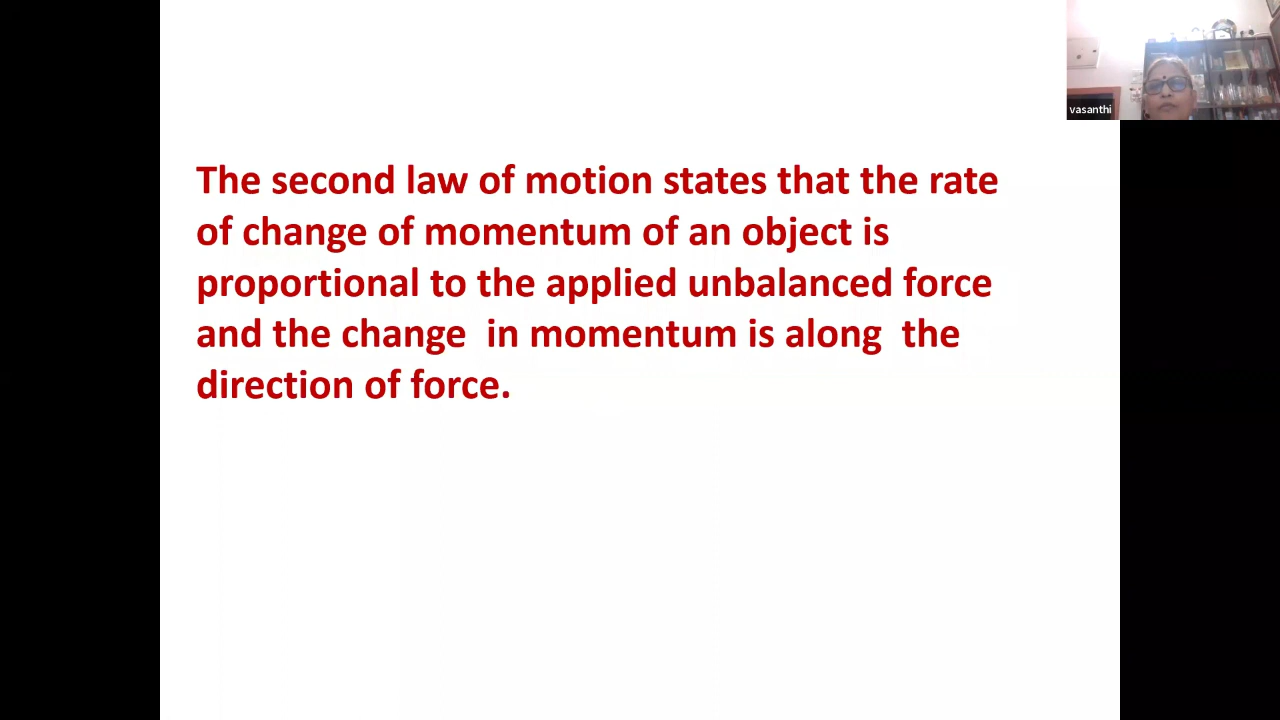 vasanthi
The second law of motion states that the rate
of change of momentum of an object is
proportional to the applied unbalanced force
and the change  in momentum is along  the
direction of force.